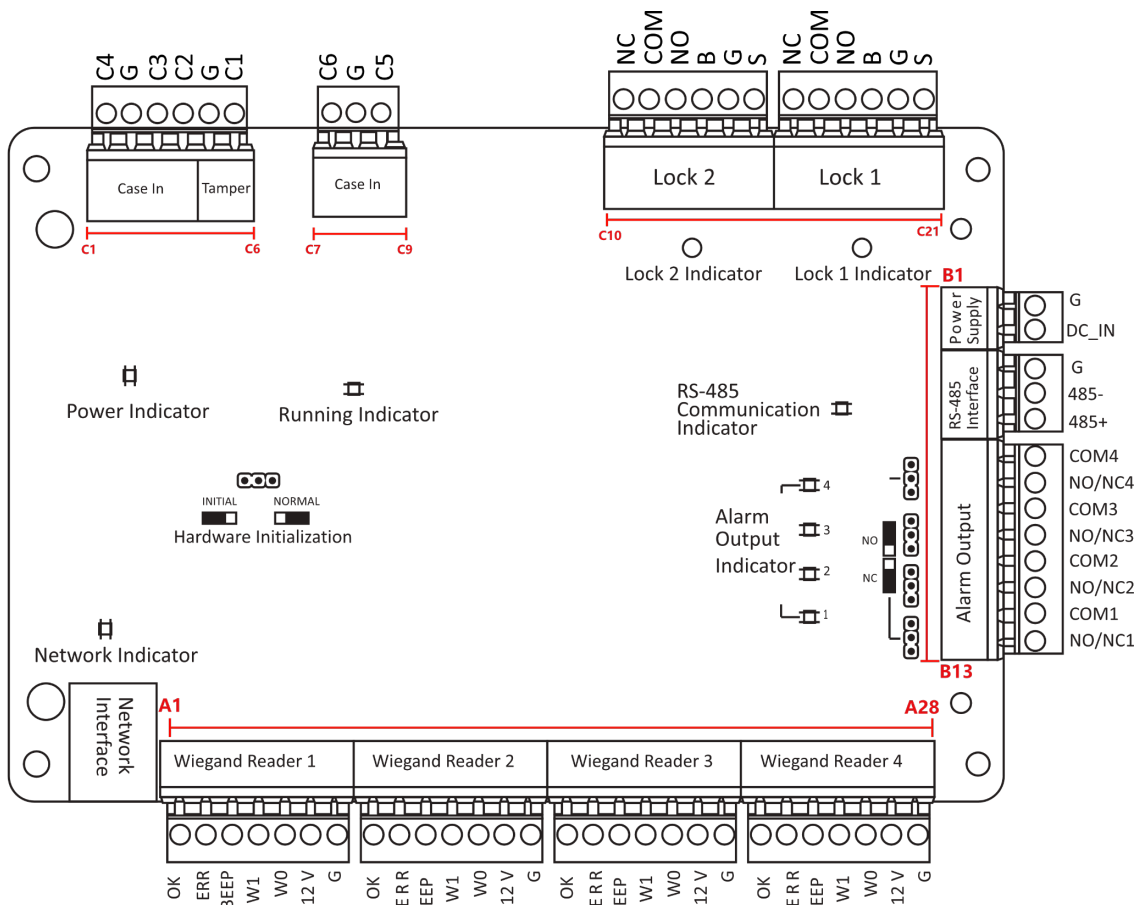 C4 G C3 C2 G C1
C6 G C5
NC COM NO B G S
NC COM NO B G S
Case In
Tamper
Case In
Lock 2
Lock 1
C1
C6
C7
C9
C10
C21
Lock 2 Indicator
Lock 1 Indicator
B1
Power
Supply
G
DC_IN
RS-485
Interface
G
485-
485+
Power Indicator
Running Indicator
RS-485
Communication
Indicator
INITIAL
NORMAL
Hardware Initialization
Alarm
Output
Indicator
4
3
2
1
NO
NC
Alarm Output
COM4
NO/NC4
COM3
NO/NC3
COM2
NO/NC2
COM1
NO/NC1
B13
Network Indicator
Network
Interface
A1
A28
Wiegand Reader 1
Wiegand Reader 2
Wiegand Reader 3
Wiegand Reader 4
OK ERR BEEP W1 W0 12 V G
OK E R R EEP W1 W0 12 V G
OK E R R EEP W1 W0 12 V G
OK E R R EEP W1 W0 12 V G